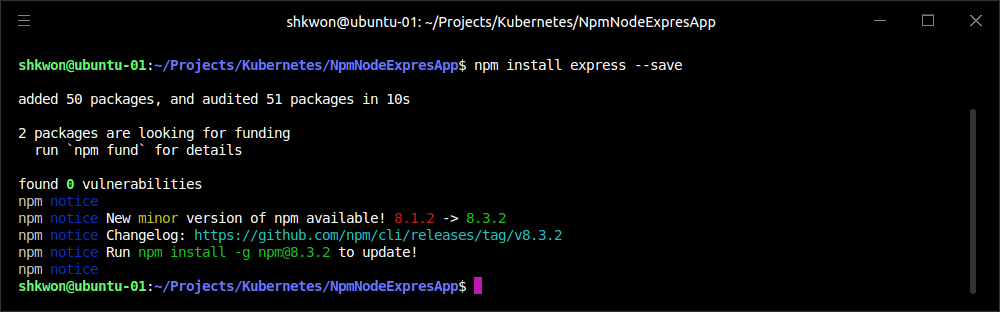 shkwon@ubuntu-01: ~/Projects/Kubernetes/NpmNodeExpresApp
shkwon@ubuntu-01:~/Projects/Kubernetes/NpmNodeExpresApp$ npm install express --save
added 50 packages, and audited 51 packages in 10s
2 packages are looking for funding
  run `npm fund` for details
found 0 vulnerabilities
npm notice
npm notice New minor version of npm available! 8.1.2 -> 8.3.2
npm notice Changelog: https://github.com/npm/cli/releases/tag/v8.3.2
npm notice Run npm install -g npm@8.3.2 to update!
npm notice
shkwon@ubuntu-01:~/Projects/Kubernetes/NpmNodeExpresApp$